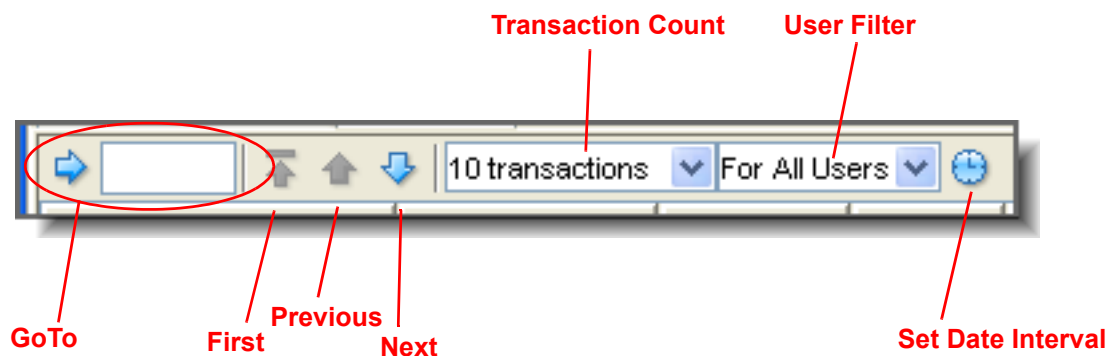 Transaction Count
User Filter
10 transactions
For All Users
GoTo
First
Previous
Next
Set Date Interval